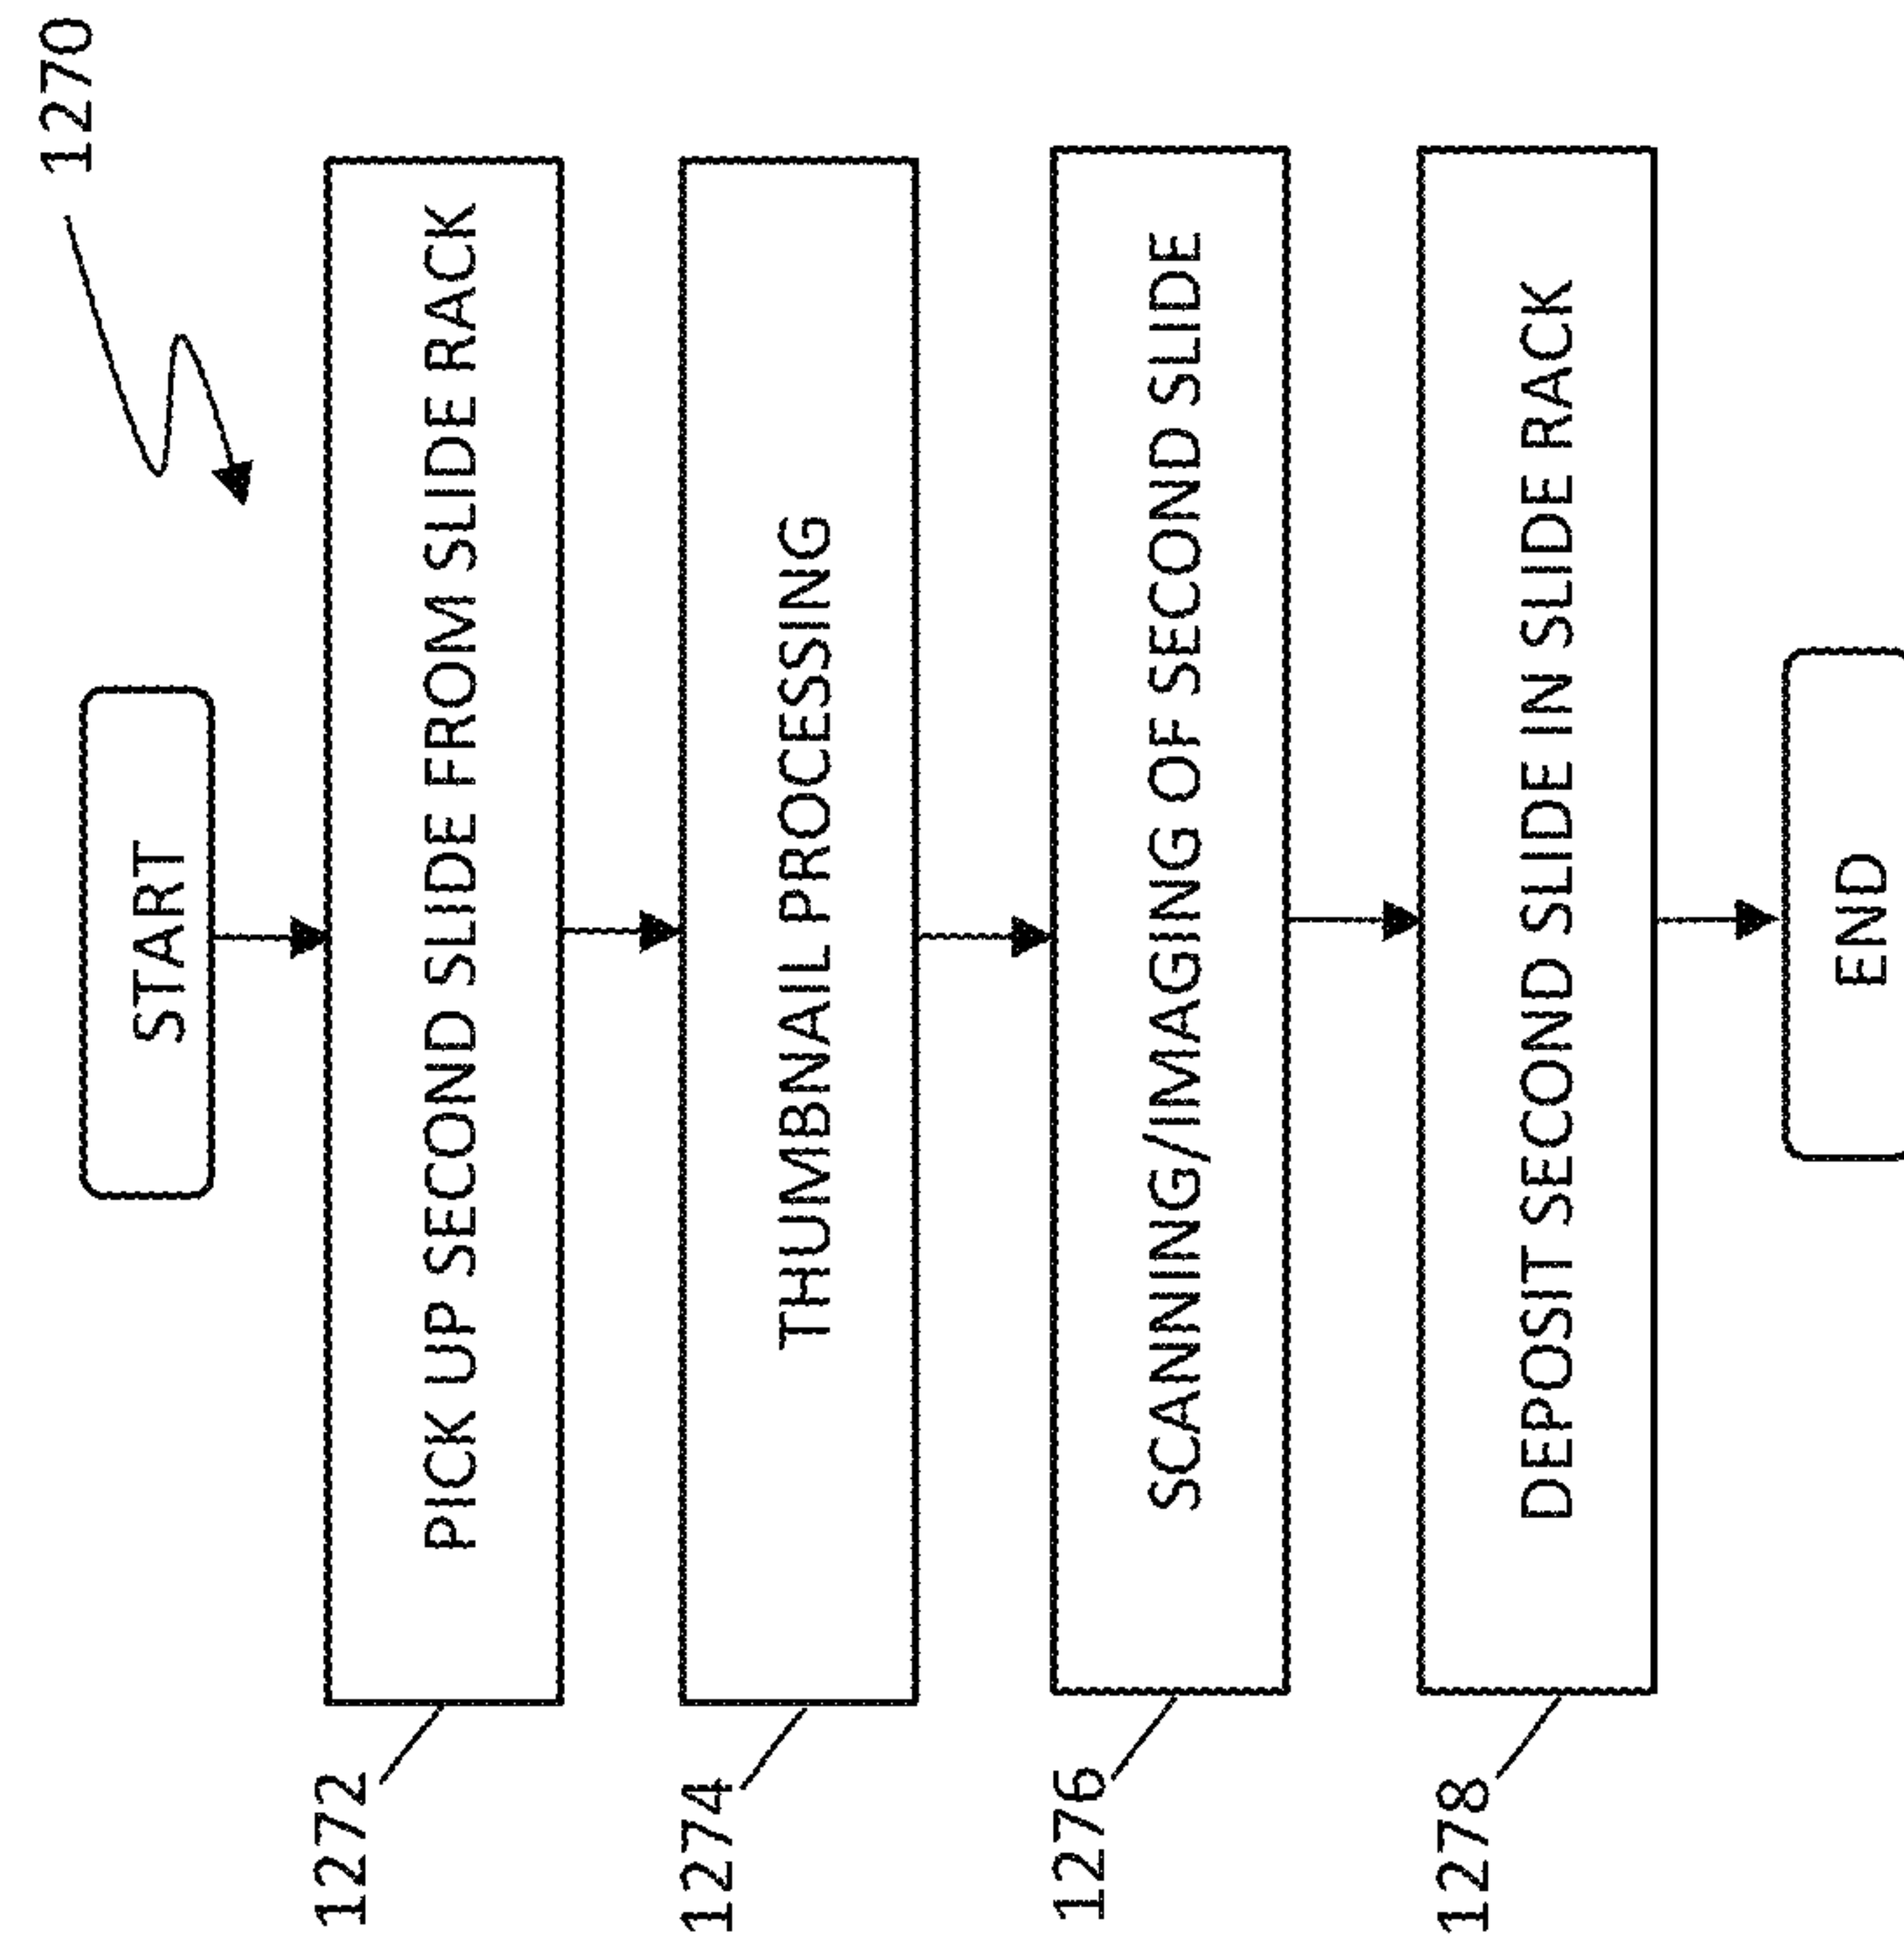 1270
START
1272
PICK UP SECOND SLIDE FROM SLIDE RACK
1274
THUMBNAIL PROCESSING
1276
SCANNING/IMAGING OF SECOND SLIDE
1278
DEPOSIT SECOND SLIDE IN SLIDE RACK
END